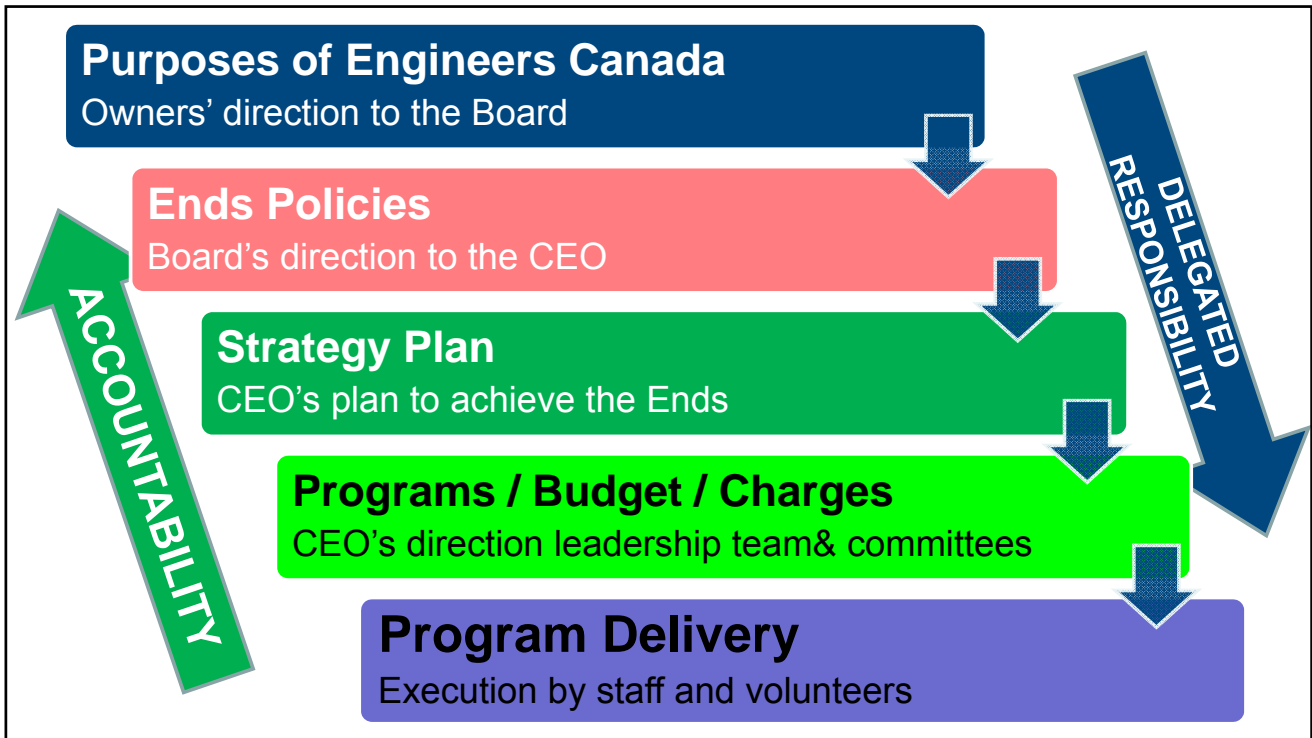 Purposes of Engineers Canada
Owners’ direction to the Board
Ends Policies
Board’s direction to the CEO
Strategy Plan
CEO’s plan to achieve the Ends
Programs / Budget / Charges
CEO’s direction leadership team& committees
Program Delivery
Execution by staff and volunteers
ACCOUNTABILITY
DELEGATED
RESPONSIBILITY